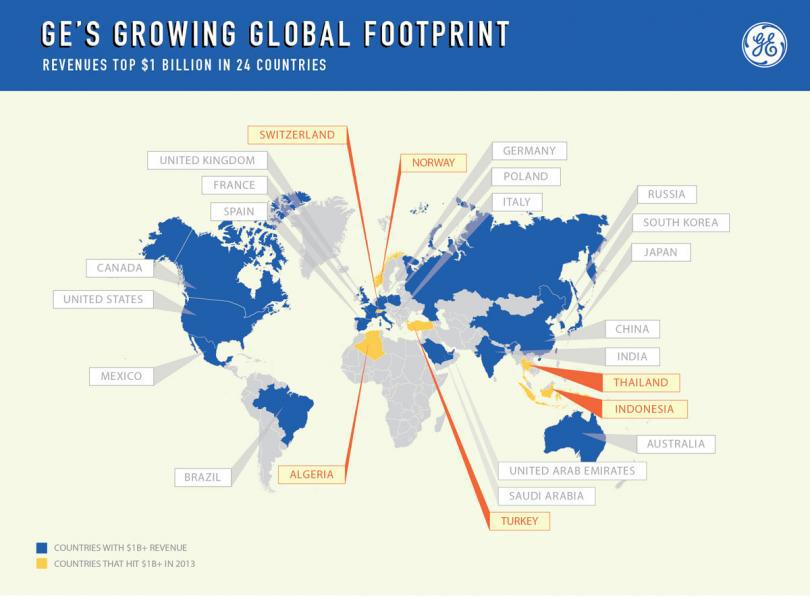 GE'S GROWING GLOBAL FOOTPRINT
REVENUES TOP $1 BILLION IN 24 COUNTRIES
GE
SWITZERLAND
UNITED KINGDOM
FRANCE
SPAIN
NORWAY
GERMANY
POLAND
ITALY
RUSSIA
SOUTH KOREA
JAPAN
CANADA
UNITED STATES
MEXICO
CHINA
INDIA
THAILAND
INDONESIA
AUSTRALIA
BRAZIL
ALGERIA
UNITED ARAB EMIRATES
SAUDI ARABIA
TURKEY
COUNTRIES WITH $1B+ REVENUE
COUNTRIES THAT HIT $1B+ IN 2013